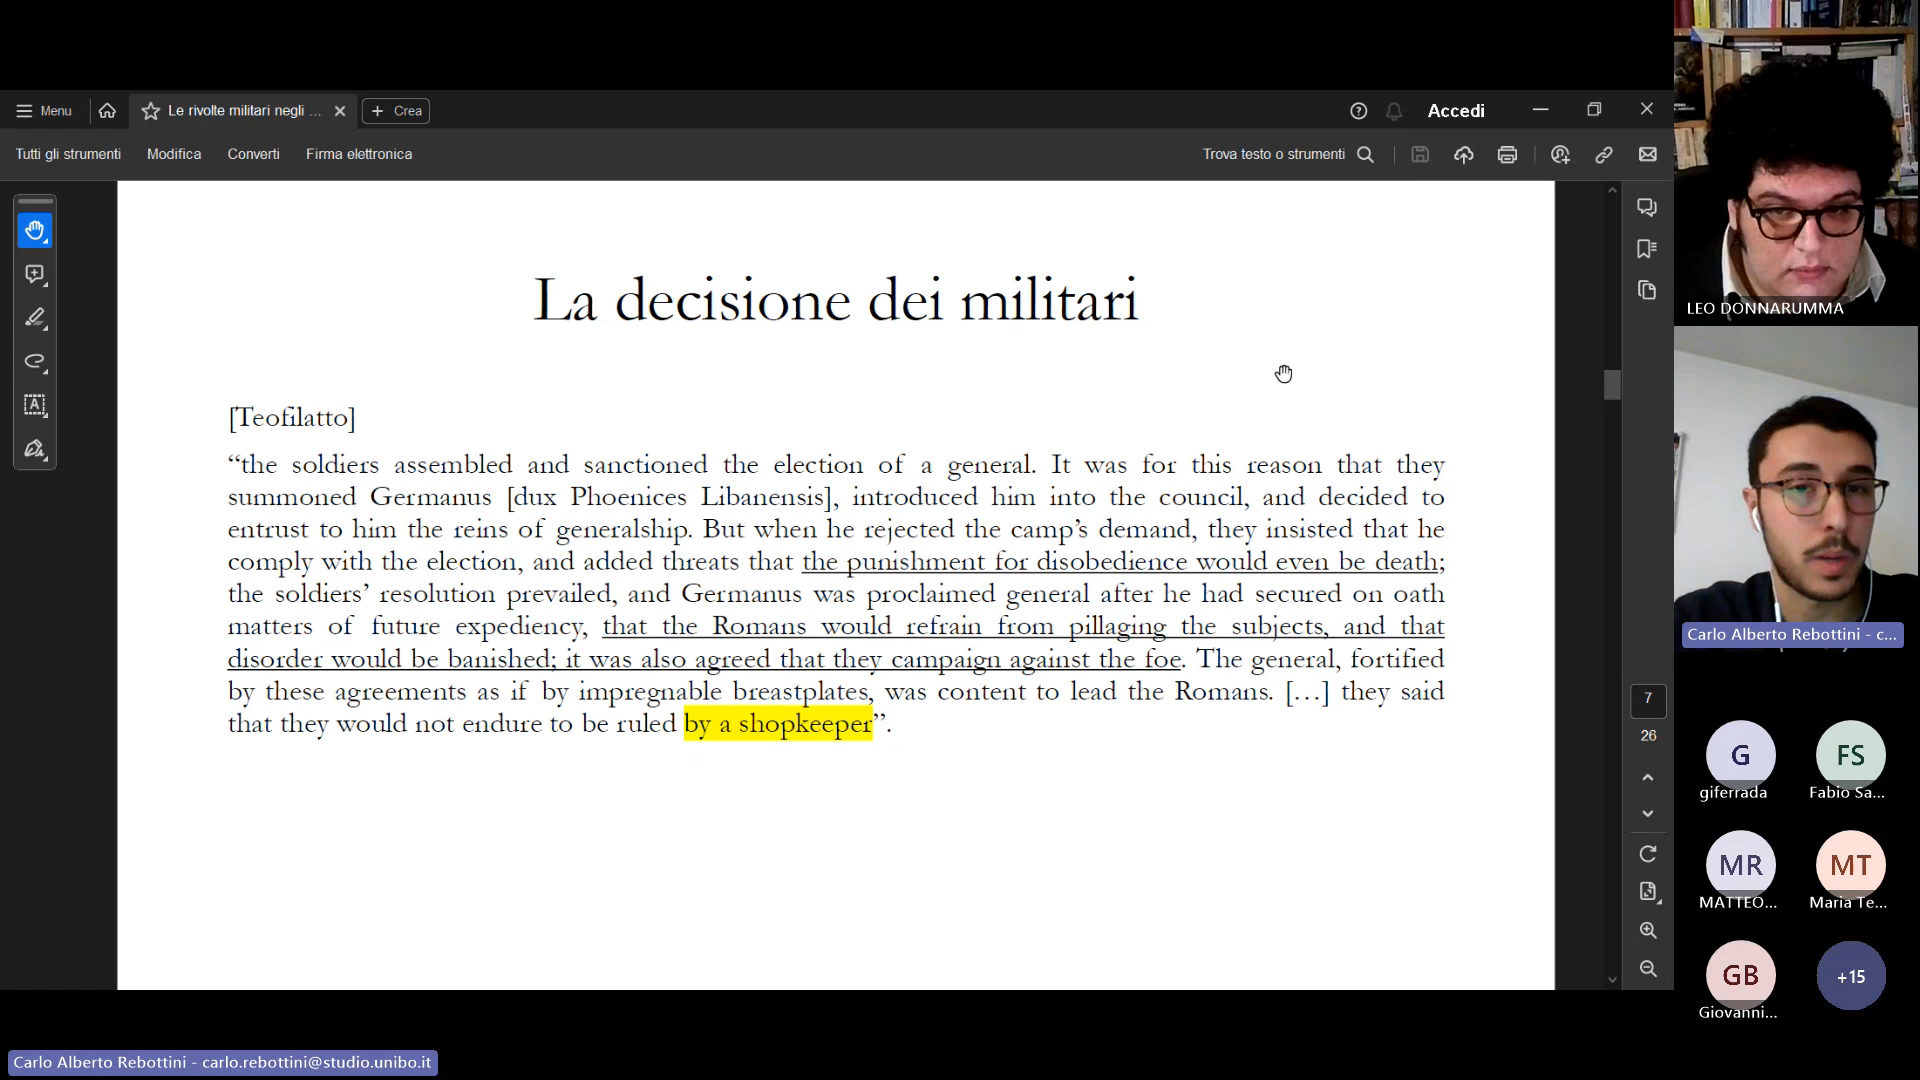 Menu
Le rivolte militari negli ...
Crea
Accedi
Tutti gli strumenti
Modifica
Converti
Firma elettronica
Trova testo o strumenti
La decisione dei militari
[Teofilatto]
“the soldiers assembled and sanctioned the election of a general. It was for this reason that they
summoned Germanus [dux Phoenices Libanensis], introduced him into the council, and decided to
entrust to him the reins of generalship. But when he rejected the camp’s demand, they insisted that he
comply with the election, and added threats that the punishment for disobedience would even be death;
the soldiers’ resolution prevailed, and Germanus was proclaimed general after he had secured on oath
matters of future expediency, that the Romans would refrain from pillaging the subjects, and that
disorder would be banished; it was also agreed that they campaign against the foe. The general, fortified
by these agreements as if by impregnable breastplates, was content to lead the Romans. […] they said
that they would not endure to be ruled by a shopkeeper”.
7
26
LEO DONNARUMMA
Carlo Alberto Rebottini - c...
G
giferrada
FS
Fabio Sa...
MR
MATTEO...
MT
Maria Te...
GB
Giovanni...
+15
Carlo Alberto Rebottini - carlo.rebottini@studio.unibo.it